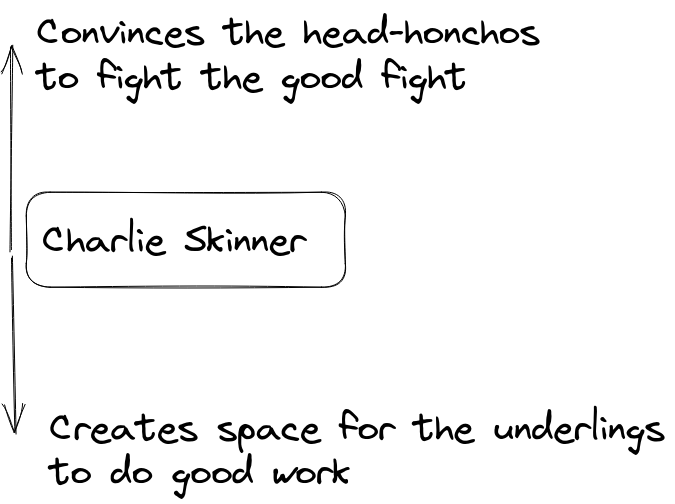 Convinces the head-honchos
to fight the good fight
Charlie Skinner
Creates space for the underlings
to do good work